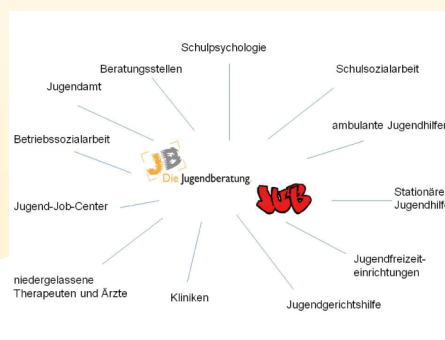 Schulpsychologie
Beratungsstellen
Schulsozialarbeit
Jugendamt
ambulante Jugendhilfen
Betriebssozialarbeit
JB
Die Jugendberatung
JUB
Stationäre
Jugendhilfe
Jugend-Job-Center
Jugendfreizeit-
einrichtungen
niedergelassene
Therapeuten und Ärzte
Kliniken
Jugendgerichtshilfe